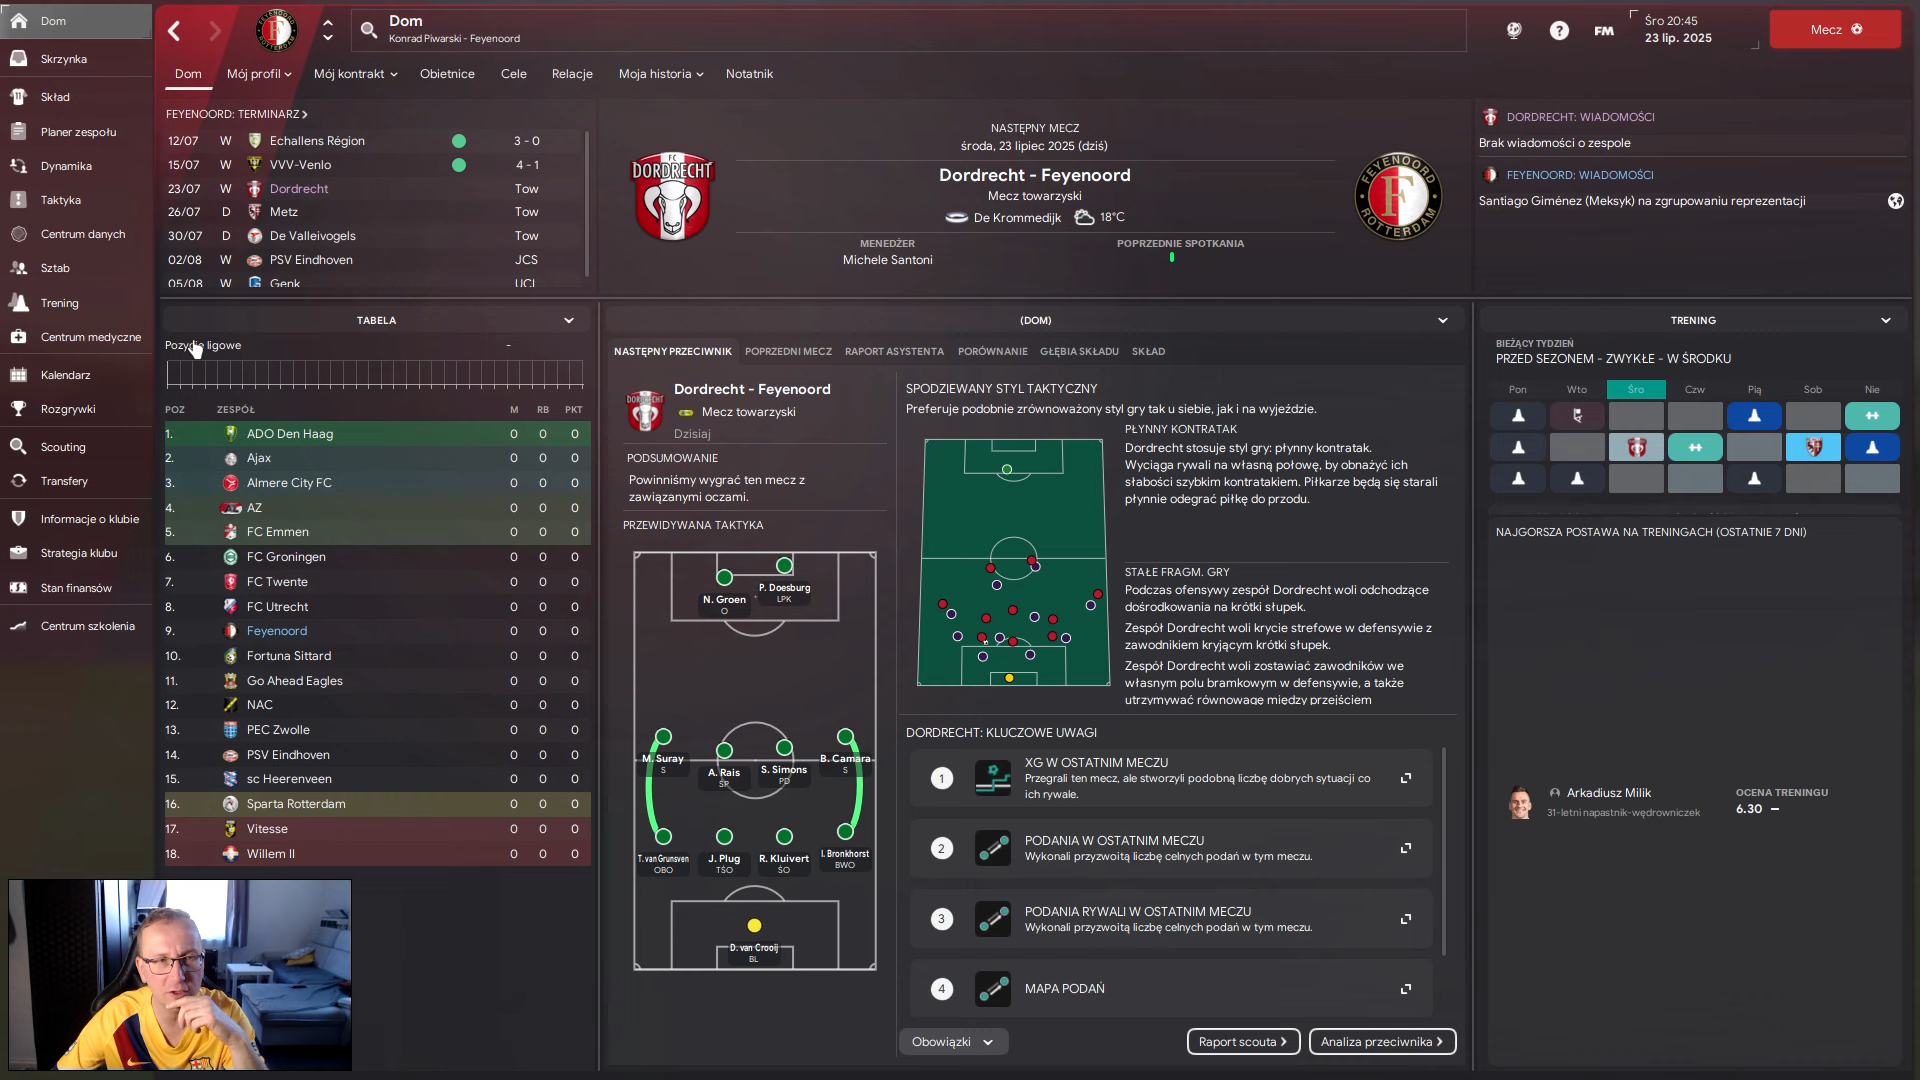 Dom
Skrzynka
Skład
Planer zespołu
Dynamika
Taktyka
Centrum danych
Sztab
Trening
Centrum medyczne
Kalendarz
Rozgrywki
Scouting
Transfery
Informacje o klubie
Strategia klubu
Stan finansów
Centrum szkolenia
Dom
Konrad Piwarski - Feyenoord
FM
Śro 20:45
23 lip. 2025
Mecz
Dom
Mój profil
Mój kontrakt
Obietnice
Cele
Relacje
Moja historia
Notatnik
FEYENOORD: TERMINARZ
12/07 W Echallens Région 3 - 0
15/07 W VVV-Venlo 4 - 1
23/07 W Dordrecht Tow
26/07 D Metz Tow
30/07 D De Valleivogels Tow
02/08 W PSV Eindhoven JCS
05/08 W Genk UCL
FC DORDRECHT
NASTĘPNY MECZ
środa, 23 lipiec 2025 (dziś)
Dordrecht - Feyenoord
Mecz towarzyski
De Krommedijk 18°C
MENEDŻER
Michele Santoni
POPRZEDNIE SPOTKANIA
FEYENOORD
ROTTERDAM
DORDRECHT: WIADOMOŚCI
Brak wiadomości o zespole
FEYENOORD: WIADOMOŚCI
Santiago Giménez (Meksyk) na zgrupowaniu reprezentacji
TABELA
Pozycje ligowe -
POZ ZESPÓŁ M RB PKT
1. ADO Den Haag 0 0 0
2. Ajax 0 0 0
3. Almere City FC 0 0 0
4. AZ 0 0 0
5. FC Emmen 0 0 0
6. FC Groningen 0 0 0
7. FC Twente 0 0 0
8. FC Utrecht 0 0 0
9. Feyenoord 0 0 0
10. Fortuna Sittard 0 0 0
11. Go Ahead Eagles 0 0 0
12. NAC 0 0 0
13. PEC Zwolle 0 0 0
14. PSV Eindhoven 0 0 0
15. sc Heerenveen 0 0 0
16. Sparta Rotterdam 0 0 0
17. Vitesse 0 0 0
18. Willem II 0 0 0
(DOM)
NASTĘPNY PRZECIWNIK
POPRZEDNI MECZ
RAPORT ASYSTENTA
PORÓWNANIE
GŁĘBIA SKŁADU
SKŁAD
Dordrecht - Feyenoord
Mecz towarzyski
Dzisiaj
PODSUMOWANIE
Powinniśmy wygrać ten mecz z
zawiązanymi oczami.
PRZEWIDYWANA TAKTYKA
N. Groen
O
P. Doesburg
LPK
M. Suray
S
A. Rais
ŚP
S. Simons
PD
B. Camara
S
T. van Grunsven
OBO
J. Plug
TŚO
R. Kluivert
ŚO
I. Bronkhorst
BWO
D. van Crooij
BL
SPODZIEWANY STYL TAKTYCZNY
Preferuje podobnie zrównoważony styl gry tak u siebie, jak i na wyjeździe.
PŁYNNY KONTRATAK
Dordrecht stosuje styl gry: płynny kontratak.
Wyciąga rywali na własną połowę, by obnażyć ich
słabości szybkim kontratakiem. Piłkarze będą się starali
płynnie odegrać piłkę do przodu.
STAŁE FRAGM. GRY
Podczas ofensywy zespół Dordrecht woli odchodzące
dośrodkowania na krótki słupek.
Zespół Dordrecht woli krycie strefowe w defensywie z
zawodnikiem kryjącym krótki słupek.
Zespół Dordrecht woli zostawiać zawodników we
własnym polu bramkowym w defensywie, a także
utrzymywać równowagę między przejściem
DORDRECHT: KLUCZOWE UWAGI
1
XG W OSTATNIM MECZU
Przegrali ten mecz, ale stworzyli podobną liczbę dobrych sytuacji co
ich rywale.
2
PODANIA W OSTATNIM MECZU
Wykonali przyzwoitą liczbę celnych podań w tym meczu.
3
PODANIA RYWALI W OSTATNIM MECZU
Wykonali przyzwoitą liczbę celnych podań w tym meczu.
4
MAPA PODAŃ
Obowiązki
Raport scouta
Analiza przeciwnika
TRENING
BIEŻĄCY TYDZIEŃ
PRZED SEZONEM - ZWYKŁE - W ŚRODKU
Pon Wto Śro Czw Pią Sob Nie
NAJGORSZA POSTAWA NA TRENINGACH (OSTATNIE 7 DNI)
Arkadiusz Milik
31-letni napastnik-wędrowniczek
OCENA TRENINGU
6.30 –